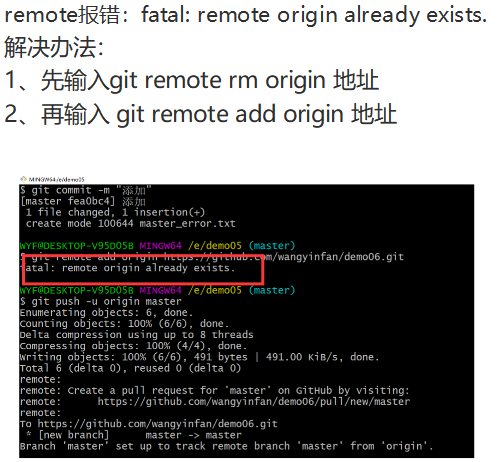 remote报错：fatal: remote origin already exists.
解决办法：
1、先输入git remote rm origin 地址
2、再输入 git remote add origin 地址
MINGW64:/e/demo05
$ git commit -m "添加"
[master fea0bc4] 添加
1 file changed, 1 insertion(+)
create mode 100644 master_error.txt
WYF@DESKTOP-V95DO5B MINGW64 /e/demo05 (master)
$ git remote add origin https://github.com/wangyinfan/demo06.git
fatal: remote origin already exists.
WYF@DESKTOP-V95DO5B MINGW64 /e/demo05 (master)
$ git push -u origin master
Enumerating objects: 6, done.
Counting objects: 100% (6/6), done.
Delta compression using up to 8 threads
Compressing objects: 100% (4/4), done.
Writing objects: 100% (6/6), 491 bytes | 491.00 KiB/s, done.
Total 6 (delta 0), reused 0 (delta 0)
remote:
remote: Create a pull request for 'master' on GitHub by visiting:
remote:      https://github.com/wangyinfan/demo06/pull/new/master
remote:
To https://github.com/wangyinfan/demo06.git
* [new branch]      master -> master
Branch 'master' set up to track remote branch 'master' from 'origin'.